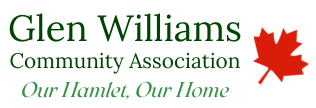 Glen Williams
Community Association
Our Hamlet, Our Home